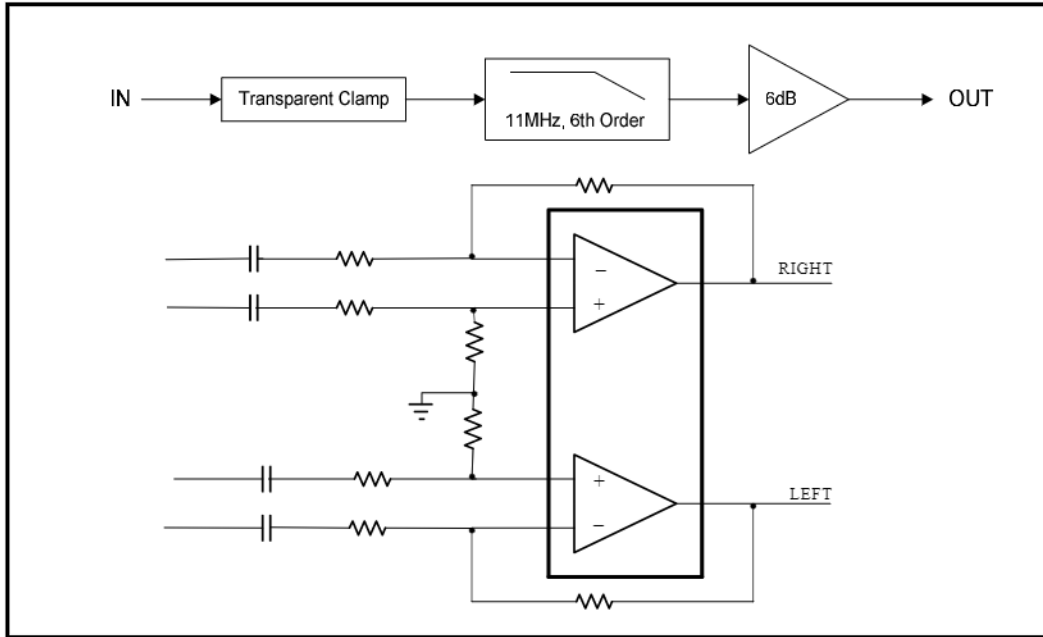 IN Transparent Clamp 11MHz, 6th Order 6dB OUT
−
+
RIGHT
+
−
LEFT